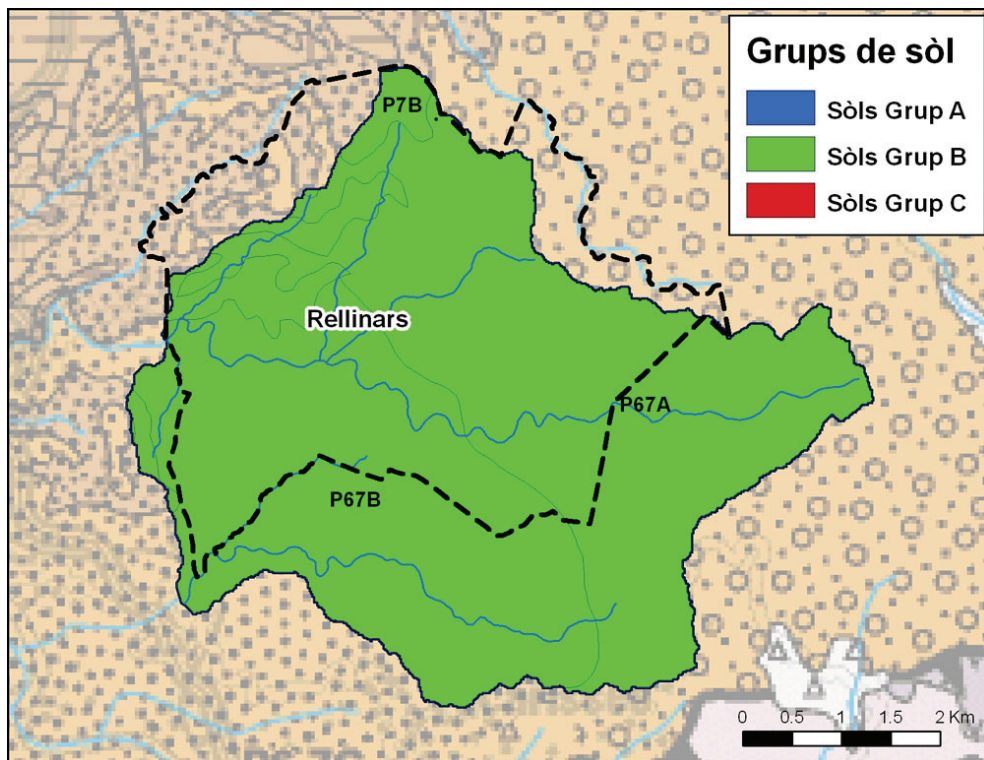 Grups de sòl
Sòls Grup A
Sòls Grup B
Sòls Grup C
P7B
Rellinars
P67A
P67B
0 0.5 1 1 2 Km